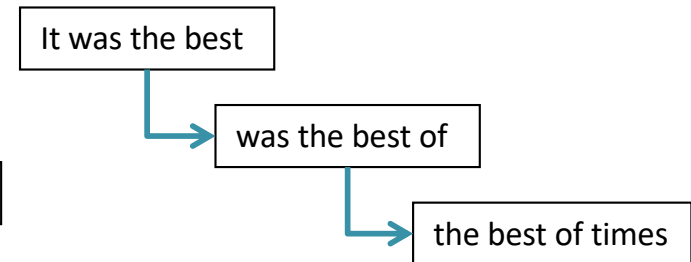 It was the best
was the best of
the best of times